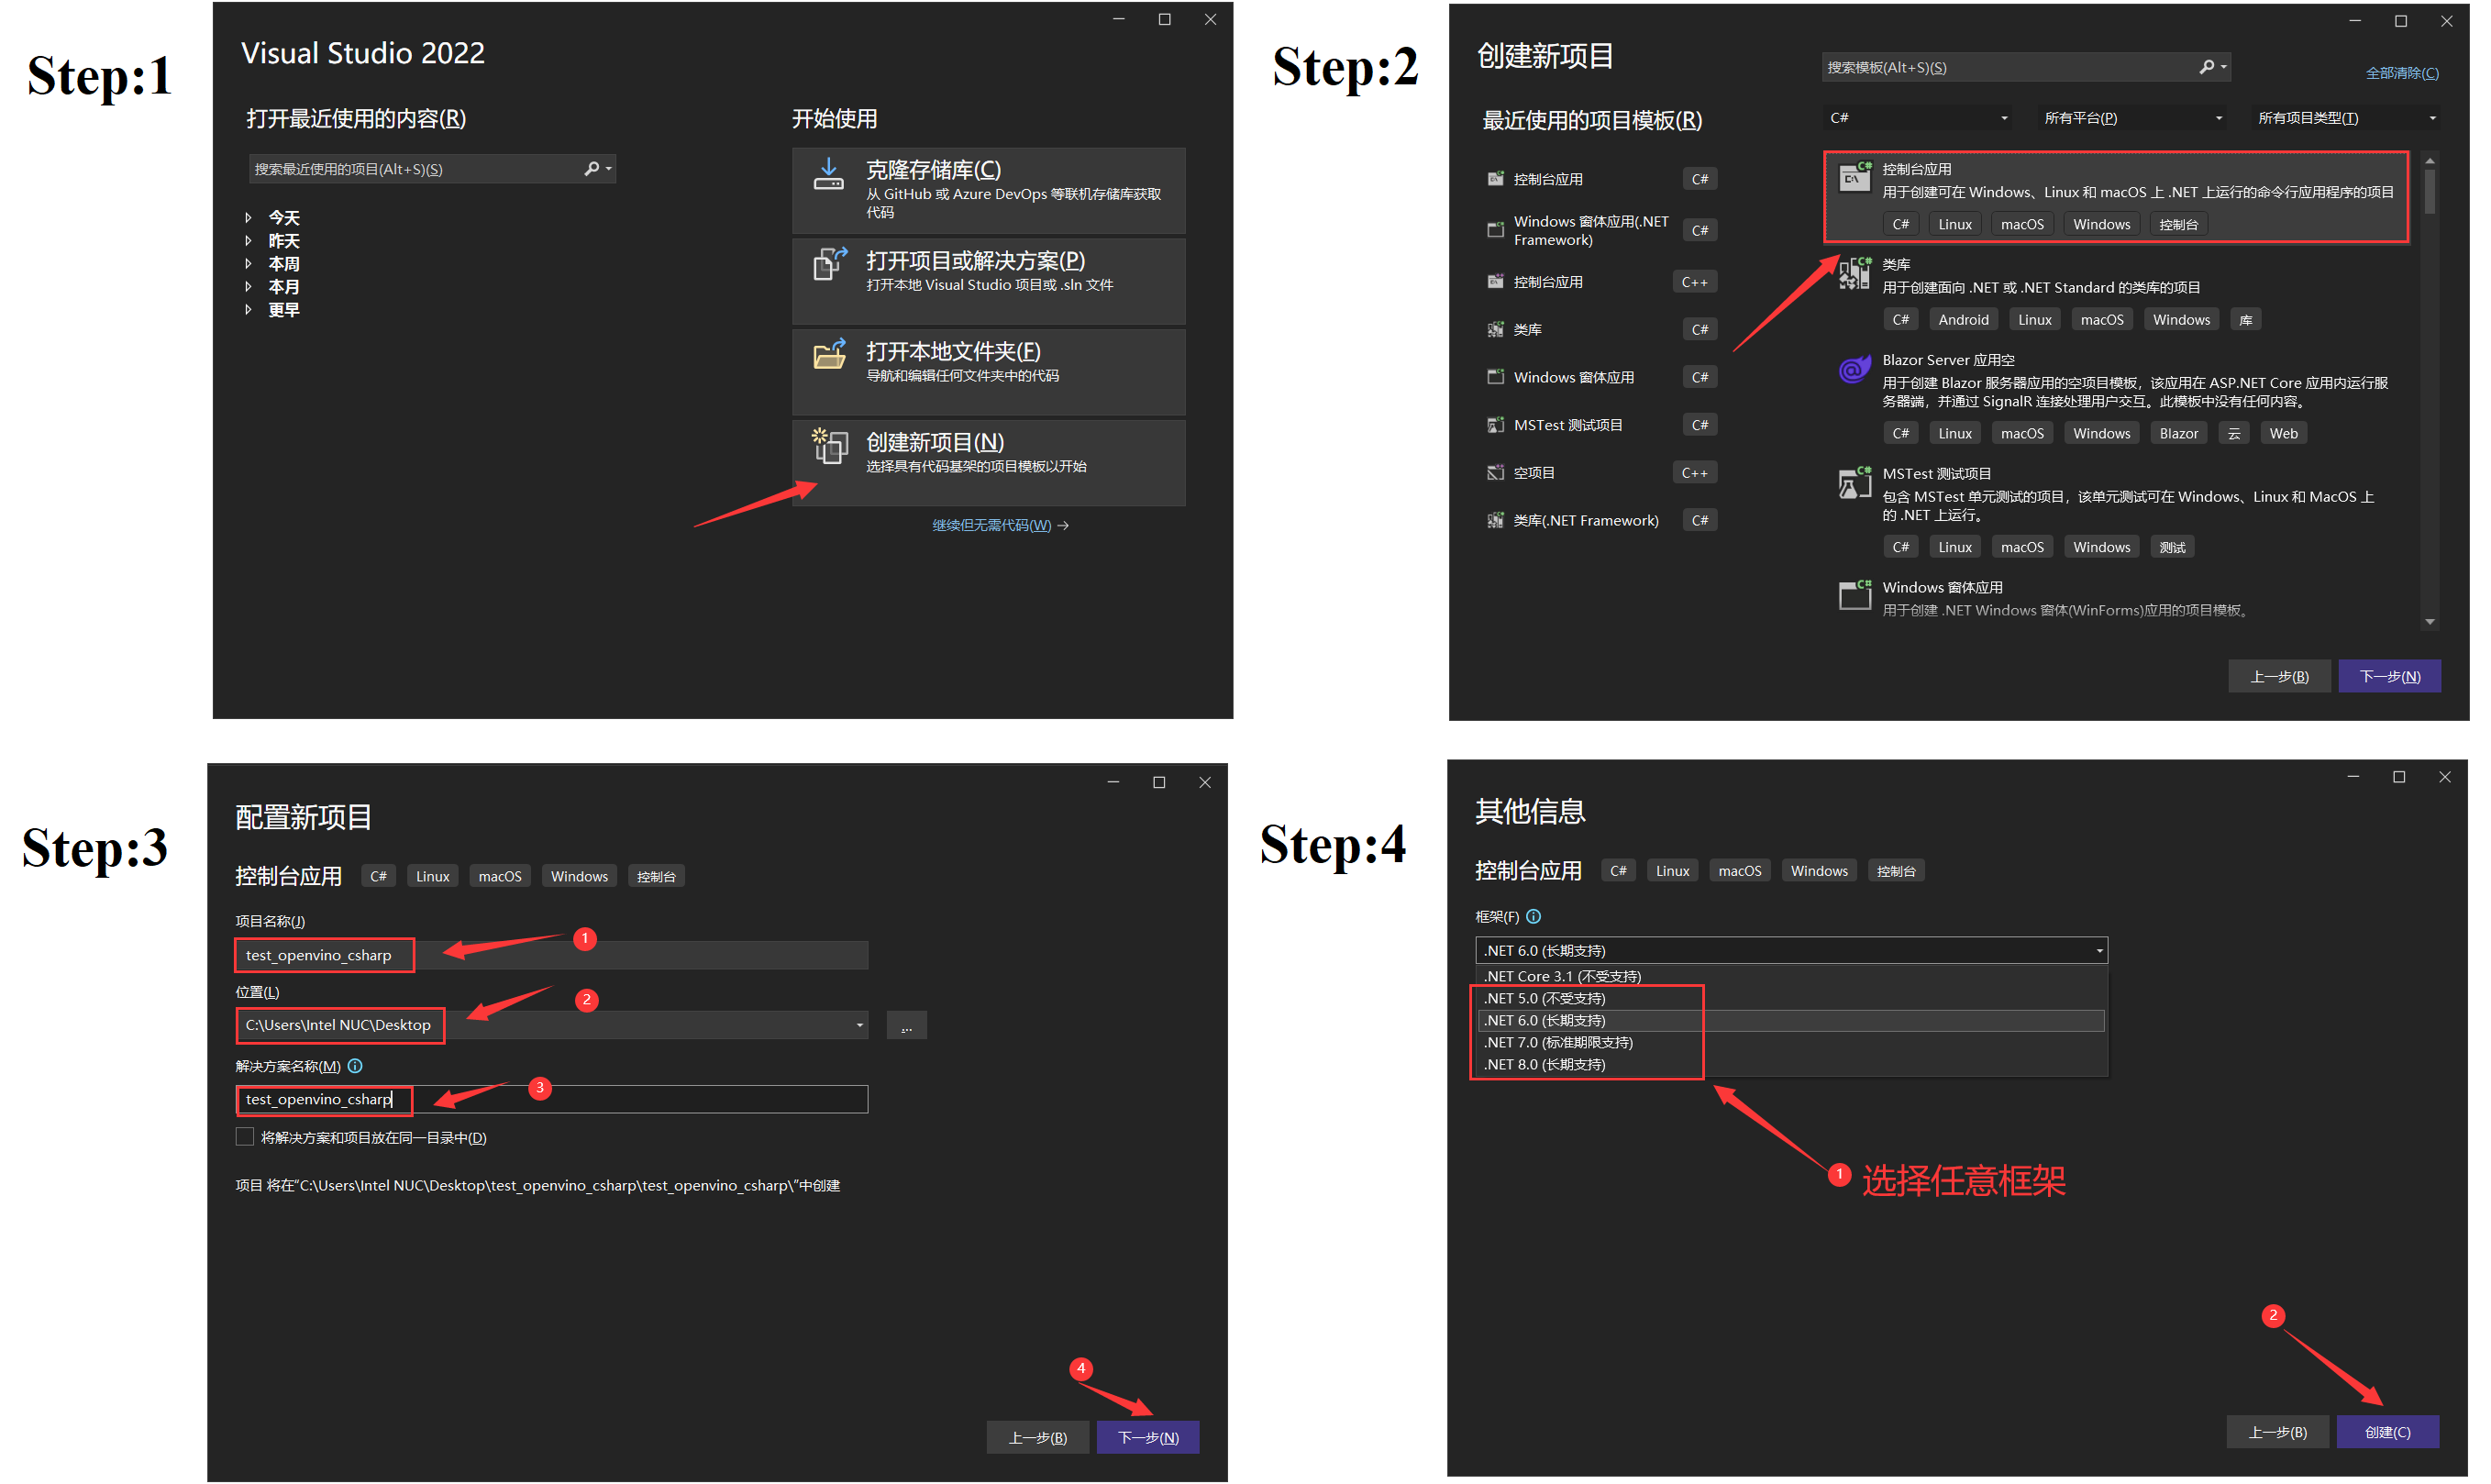 Step:1
Visual Studio 2022
打开最近使用的内容(R)
搜索最近使用的项目(Alt+S)(S)
今天
昨天
本周
本月
更早
开始使用
克隆存储库(C)
从 GitHub 或 Azure DevOps 等联机存储库获取
代码
打开项目或解决方案(P)
打开本地 Visual Studio 项目或 .sln 文件
打开本地文件夹(F)
导航和编辑任何文件夹中的代码
创建新项目(N)
选择具有代码基架的项目模板以开始
继续但无需代码(W) →
Step:2
创建新项目
搜索模板(Alt+S)(S)
全部清除(C)
最近使用的项目模板(R)
C#
所有平台(P)
所有项目类型(T)
控制台应用 C#
Windows 窗体应用(.NET
Framework) C#
控制台应用 C++
类库 C#
Windows 窗体应用 C#
MSTest 测试项目 C#
空项目 C++
类库(.NET Framework) C#
控制台应用
用于创建可在 Windows、Linux 和 macOS 上 .NET 上运行的命令行应用程序的项目
C# Linux macOS Windows 控制台
类库
用于创建面向 .NET 或 .NET Standard 的类库的项目
C# Android Linux macOS Windows 库
Blazor Server 应用空
用于创建 Blazor 服务器应用的空项目模板，该应用在 ASP.NET Core 应用内运行服
务器端，并通过 SignalR 连接处理用户交互。此模板中没有任何内容。
C# Linux macOS Windows Blazor 云 Web
MSTest 测试项目
包含 MSTest 单元测试的项目，该单元测试可在 Windows、Linux 和 MacOS 上
的 .NET 上运行。
C# Linux macOS Windows 测试
Windows 窗体应用
用于创建 .NET Windows 窗体(WinForms)应用的项目模板。
上一步(B) 下一步(N)
Step:3
配置新项目
控制台应用 C# Linux macOS Windows 控制台
项目名称(J)
test_openvino_csharp
1
位置(L)
2
C:\Users\Intel NUC\Desktop
...
解决方案名称(M)
test_openvino_csharp
3
将解决方案和项目放在同一目录中(D)
项目 将在“C:\Users\Intel NUC\Desktop\test_openvino_csharp\test_openvino_csharp\”中创建
4
上一步(B) 下一步(N)
Step:4
其他信息
控制台应用 C# Linux macOS Windows 控制台
框架(F)
.NET 6.0 (长期支持)
.NET Core 3.1 (不受支持)
.NET 5.0 (不受支持)
.NET 6.0 (长期支持)
.NET 7.0 (标准期限支持)
.NET 8.0 (长期支持)
1 选择任意框架
2
上一步(B) 创建(C)